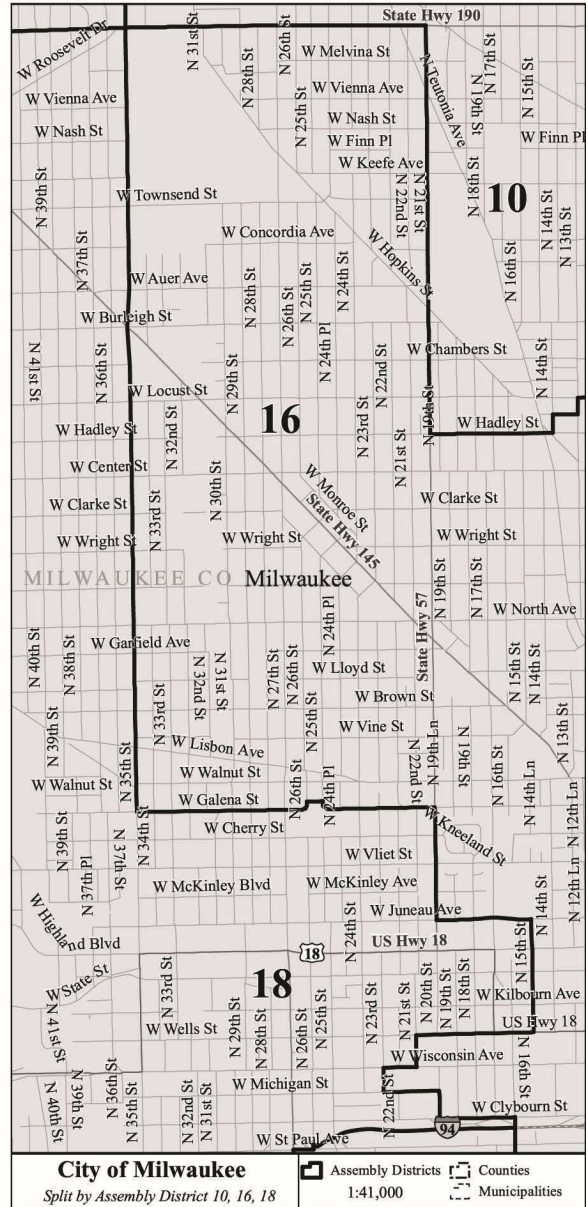 State Hwy 190
W Roosevelt Dr
N 31st St
N 26th St
W Melvina St
N 28th St
N 17th St
N 15th St
N Teutonia Ave
N 19th St
W Vienna Ave
W Vienna Ave
N 25th St
W Nash St
W Nash St
W Finn Pl
W Finn Pl
W Keefe Ave
N 39th St
W Townsend St
N 22nd St
N 21st St
N 18th St
10
N 14th St
N 13th St
W Concordia Ave
N 37th St
W Hopkins St
W Auer Ave
N 28th St
N 26th St
N 25th St
N 24th St
N 16th St
W Burleigh St
N 24th Pl
N 41st St
N 36th St
W Chambers St
N 29th St
N 22nd St
N 14th St
W Locust St
16
N 19th St
W Hadley St
W Hadley St
N 32nd St
N 23rd St
N 21st St
W Center St
N 30th St
W Monroe St
State Hwy 145
W Clarke St
W Clarke St
N 33rd St
W Wright St
W Wright St
W Wright St
MILWAUKEE CO
Milwaukee
N 19th St
N 17th St
W North Ave
N 24th Pl
State Hwy 57
N 40th St
N 38th St
W Garfield Ave
N 32nd St
N 31st St
N 27th St
N 26th St
W Lloyd St
N 15th St
N 14th St
W Brown St
N 33rd St
N 25th St
W Vine St
N 39th St
W Lisbon Ave
N 22nd St
N 19th Ln
N 19th St
N 13th St
N 35th St
W Walnut St
W Walnut St
N 26th St
N 24th Pl
N 16th St
N 14th Ln
W Galena St
N 12th Ln
W Cherry St
W Kneeland St
N 39th St
N 37th St
N 34th St
W Vliet St
N 37th Pl
W McKinley Blvd
W McKinley Ave
N 12th Ln
W Juneau Ave
N 14th St
W Highland Blvd
N 24th St
US Hwy 18
18
N 15th St
W State St
18
N 33rd St
W Kilbourn Ave
N 41st St
W Wells St
N 29th St
N 28th St
N 26th St
N 25th St
N 23rd St
N 21st St
N 20th St
N 19th St
N 18th St
US Hwy 18
W Wisconsin Ave
N 16th St
N 40th St
N 39th St
N 36th St
N 35th St
N 32nd St
N 31st St
W Michigan St
N 22nd St
W Clybourn St
94
W St Paul Ave
City of Milwaukee
Split by Assembly District 10, 16, 18
Assembly Districts
Counties
1:41,000
Municipalities